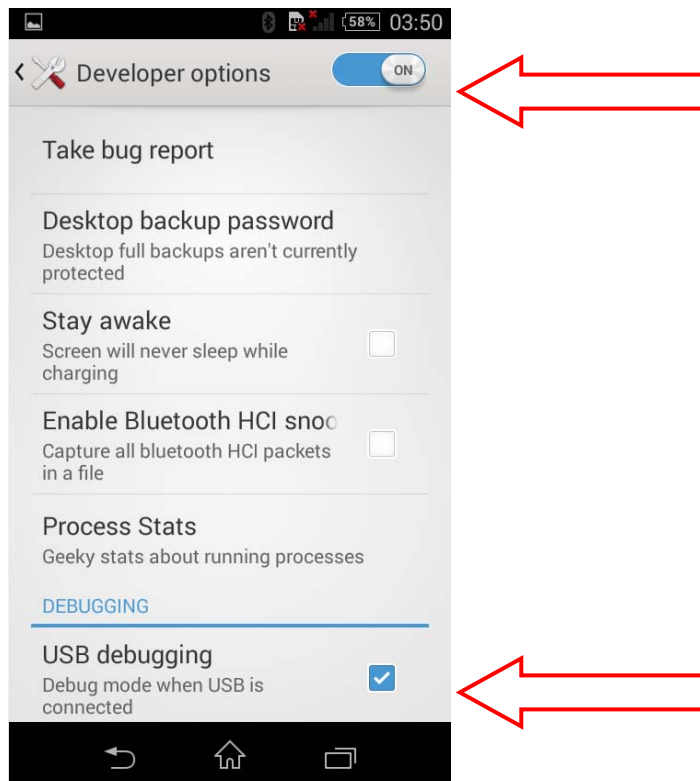 58% 03:50
Developer options ON
Take bug report
Desktop backup password
Desktop full backups aren't currently
protected
Stay awake
Screen will never sleep while
charging
Enable Bluetooth HCI snoo
Capture all bluetooth HCI packets
in a file
Process Stats
Geeky stats about running processes
DEBUGGING
USB debugging
Debug mode when USB is
connected